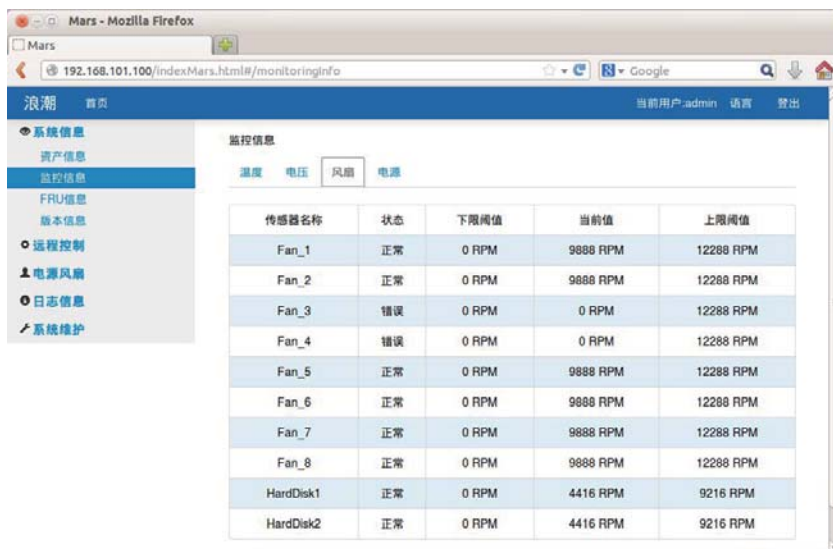 Mars - Mozilla Firefox
Mars
192.168.101.100/indexMars.html#/monitoringInfo
Google
浪潮 首页 当前用户:admin 语言 登出
系统信息
资产信息
监控信息
FRU信息
版本信息
远程控制
电源风扇
日志信息
系统维护
监控信息
温度 电压 风扇 电源
传感器名称 状态 下限阈值 当前值 上限阈值
Fan_1 正常 0 RPM 9888 RPM 12288 RPM
Fan_2 正常 0 RPM 9888 RPM 12288 RPM
Fan_3 错误 0 RPM 0 RPM 12288 RPM
Fan_4 错误 0 RPM 0 RPM 12288 RPM
Fan_5 正常 0 RPM 9888 RPM 12288 RPM
Fan_6 正常 0 RPM 9888 RPM 12288 RPM
Fan_7 正常 0 RPM 9888 RPM 12288 RPM
Fan_8 正常 0 RPM 9888 RPM 12288 RPM
HardDisk1 正常 0 RPM 4416 RPM 9216 RPM
HardDisk2 正常 0 RPM 4416 RPM 9216 RPM